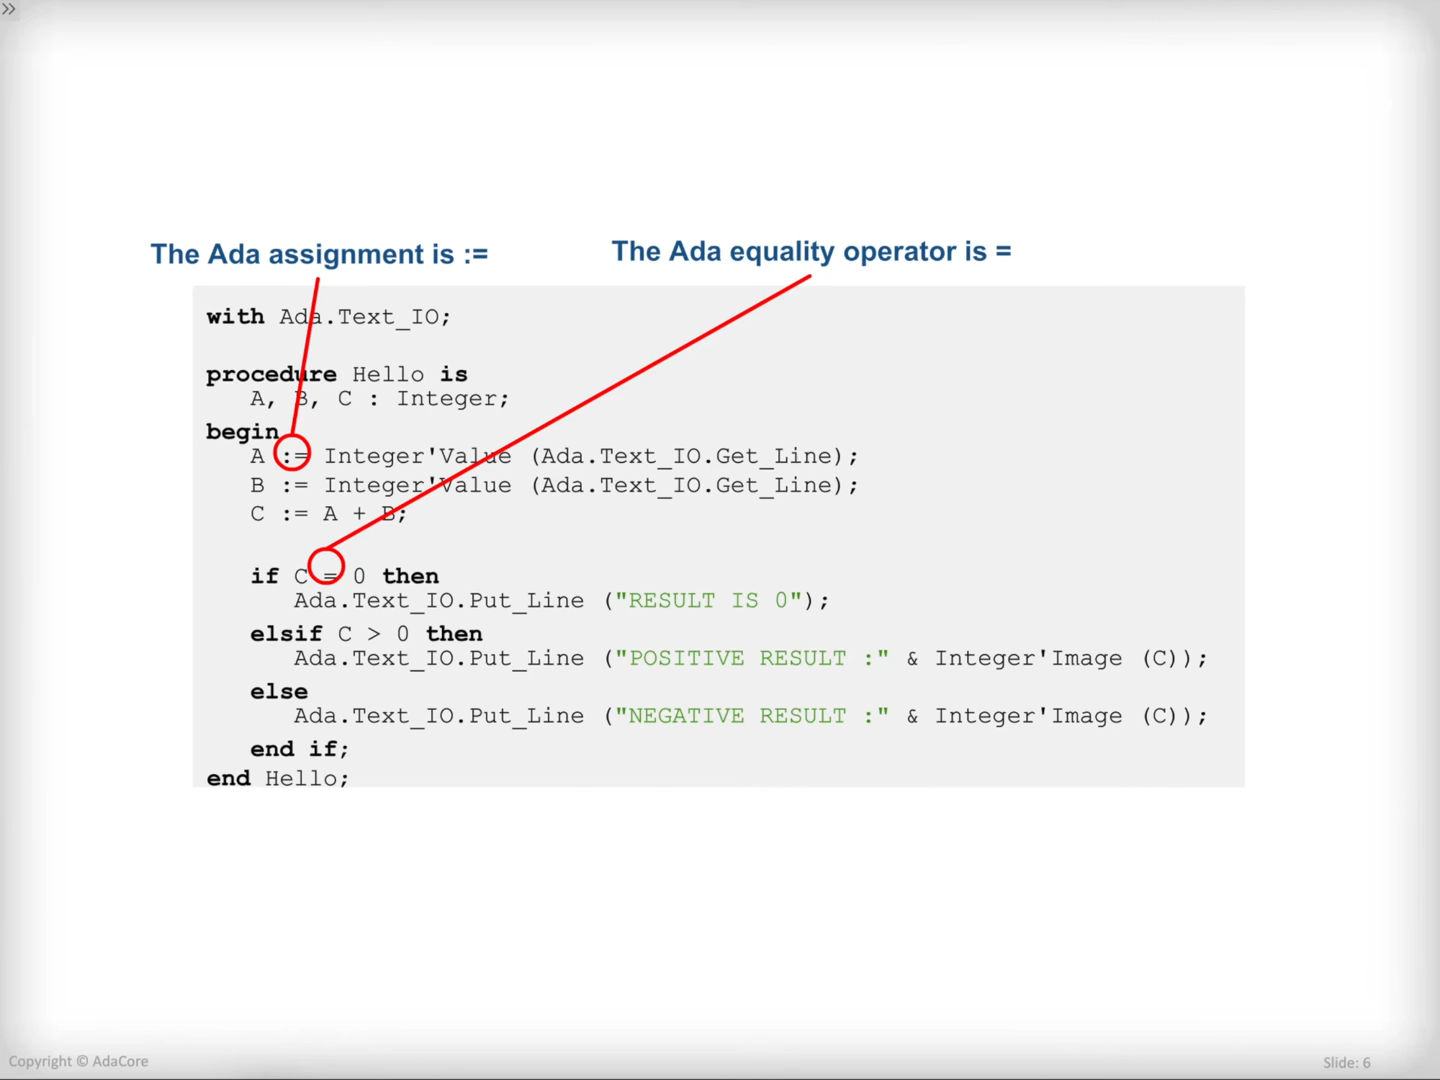 »
The Ada assignment is :=
The Ada equality operator is =
with Ada.Text_IO;
procedure Hello is
A, B, C : Integer;
begin
A := Integer'Value (Ada.Text_IO.Get_Line);
B := Integer'Value (Ada.Text_IO.Get_Line);
C := A + B;
if C = 0 then
Ada.Text_IO.Put_Line ("RESULT IS 0");
elsif C > 0 then
Ada.Text_IO.Put_Line ("POSITIVE RESULT :" & Integer'Image (C));
else
Ada.Text_IO.Put_Line ("NEGATIVE RESULT :" & Integer'Image (C));
end if;
end Hello;
Copyright © AdaCore
Slide: 6